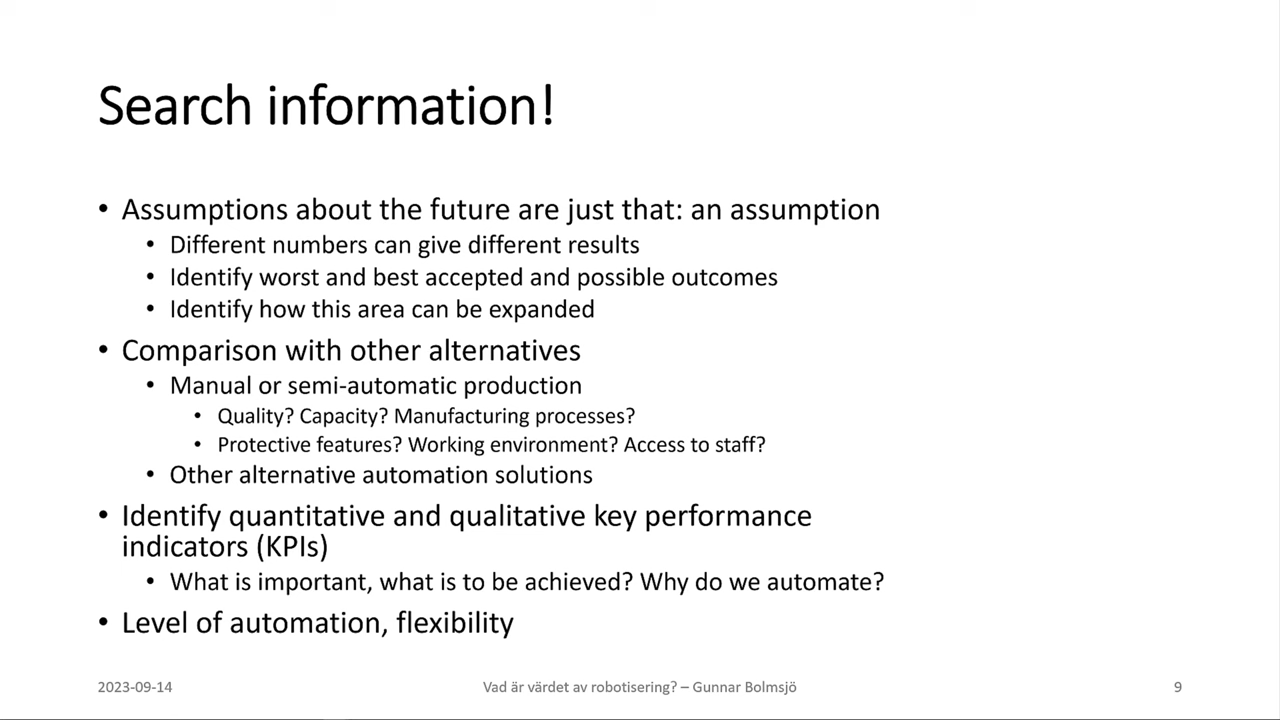 Search information!
• Assumptions about the future are just that: an assumption
• Different numbers can give different results
• Identify worst and best accepted and possible outcomes
• Identify how this area can be expanded
• Comparison with other alternatives
• Manual or semi-automatic production
• Quality? Capacity? Manufacturing processes?
• Protective features? Working environment? Access to staff?
• Other alternative automation solutions
• Identify quantitative and qualitative key performance
indicators (KPIs)
• What is important, what is to be achieved? Why do we automate?
• Level of automation, flexibility
2023-09-14 Vad är värdet av robotisering? – Gunnar Bolmsjö 9